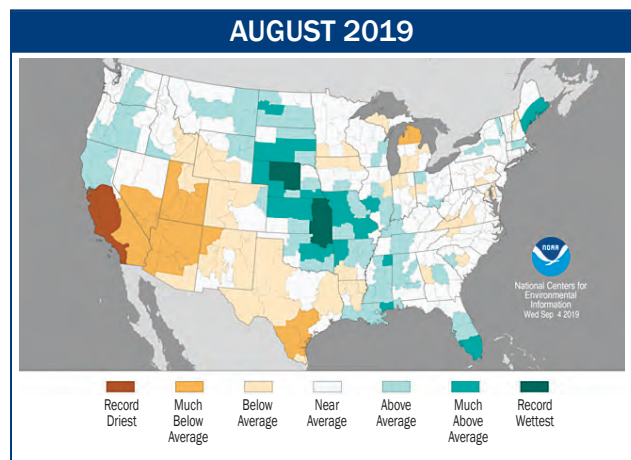 AUGUST 2019
NOAA
National Centers for
Environmental
Information
Wed Sep 4 2019
Record
Driest
Much
Below
Average
Below
Average
Near
Average
Above
Average
Much
Above
Average
Record
Wettest